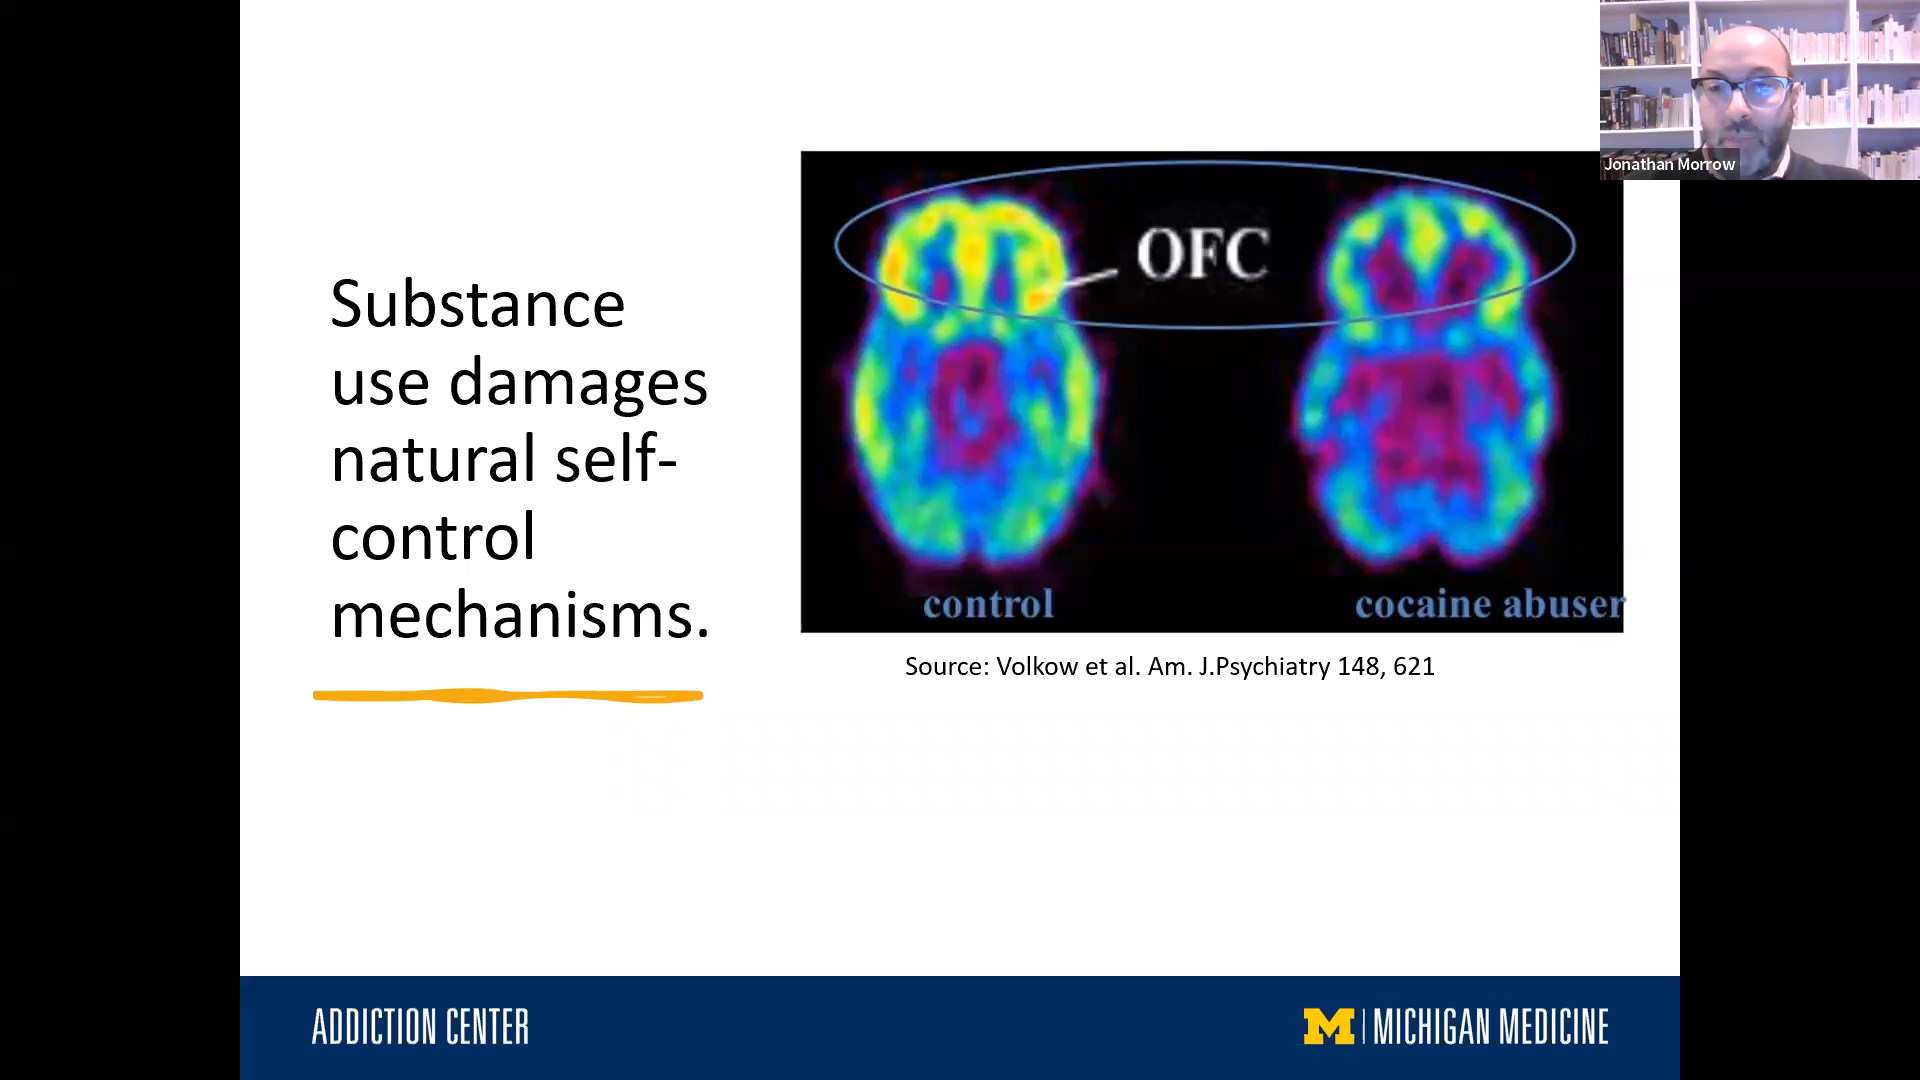 Substance
use damages
natural self-
control
mechanisms.
OFC
control
cocaine abuser
Source: Volkow et al. Am. J.Psychiatry 148, 621
Jonathan Morrow
ADDICTION CENTER
M | MICHIGAN MEDICINE